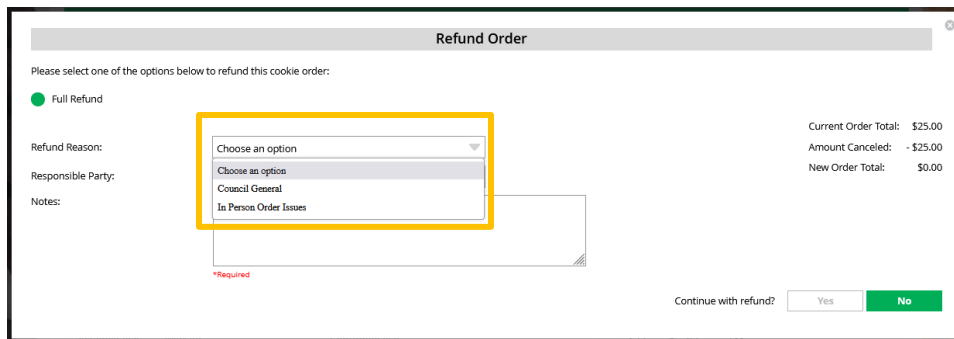 Refund Order
Please select one of the options below to refund this cookie order:
Full Refund
Current Order Total: $25.00
Refund Reason:
Choose an option
Amount Canceled: - $25.00
Choose an option
New Order Total: $0.00
Responsible Party:
Council General
Notes:
In Person Order Issues
*Required
Continue with refund?
Yes
No